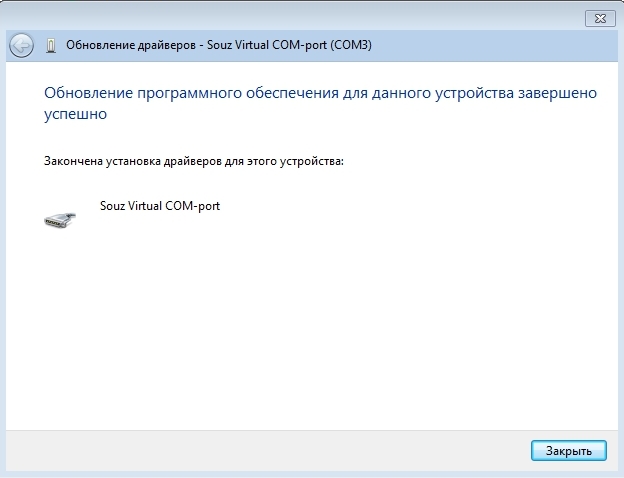 Обновление драйверов - Souz Virtual COM-port (COM3)
Обновление программного обеспечения для данного устройства завершено
успешно
Закончена установка драйверов для этого устройства:
Souz Virtual COM-port
Закрыть